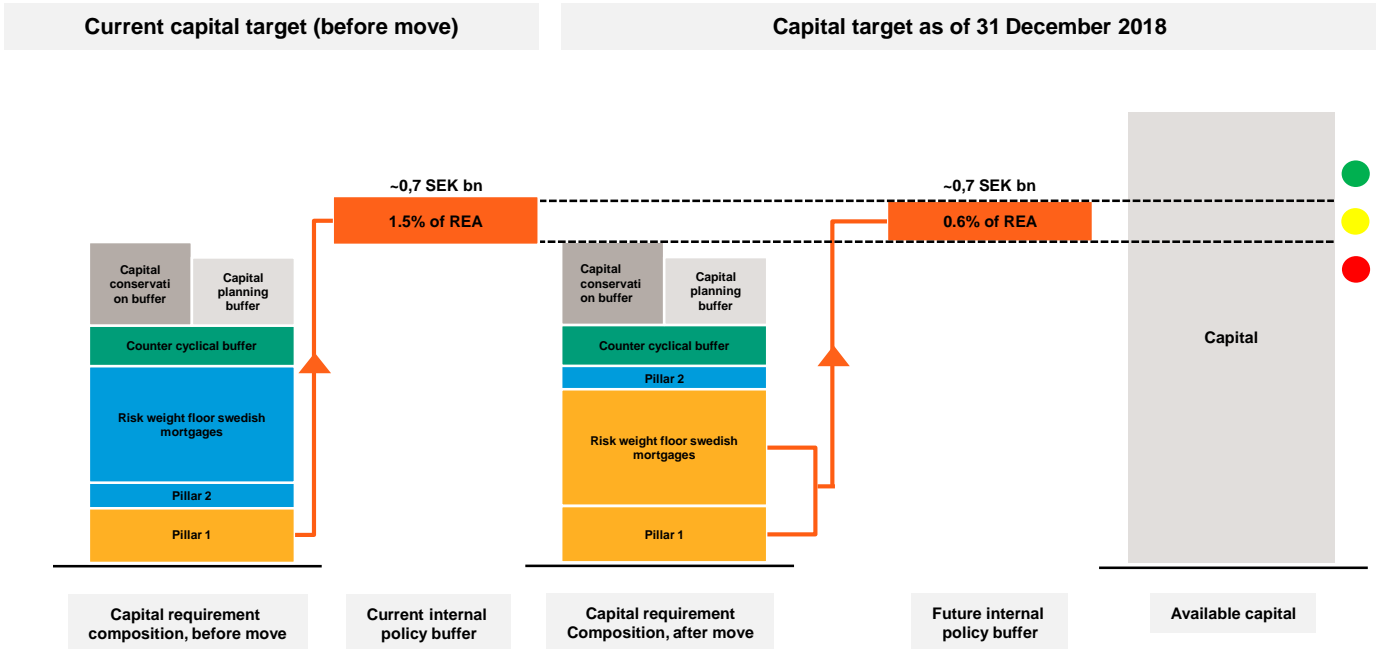 Current capital target (before move)
Capital target as of 31 December 2018
~0,7 SEK bn
1.5% of REA
~0,7 SEK bn
0.6% of REA
Capital
conservati
on buffer
Capital
planning
buffer
Counter cyclical buffer
Risk weight floor swedish
mortgages
Pillar 2
Pillar 1
Capital
conservati
on buffer
Capital
planning
buffer
Counter cyclical buffer
Pillar 2
Risk weight floor swedish
mortgages
Pillar 1
Capital
Capital requirement
composition, before move
Current internal
policy buffer
Capital requirement
Composition, after move
Future internal
policy buffer
Available capital